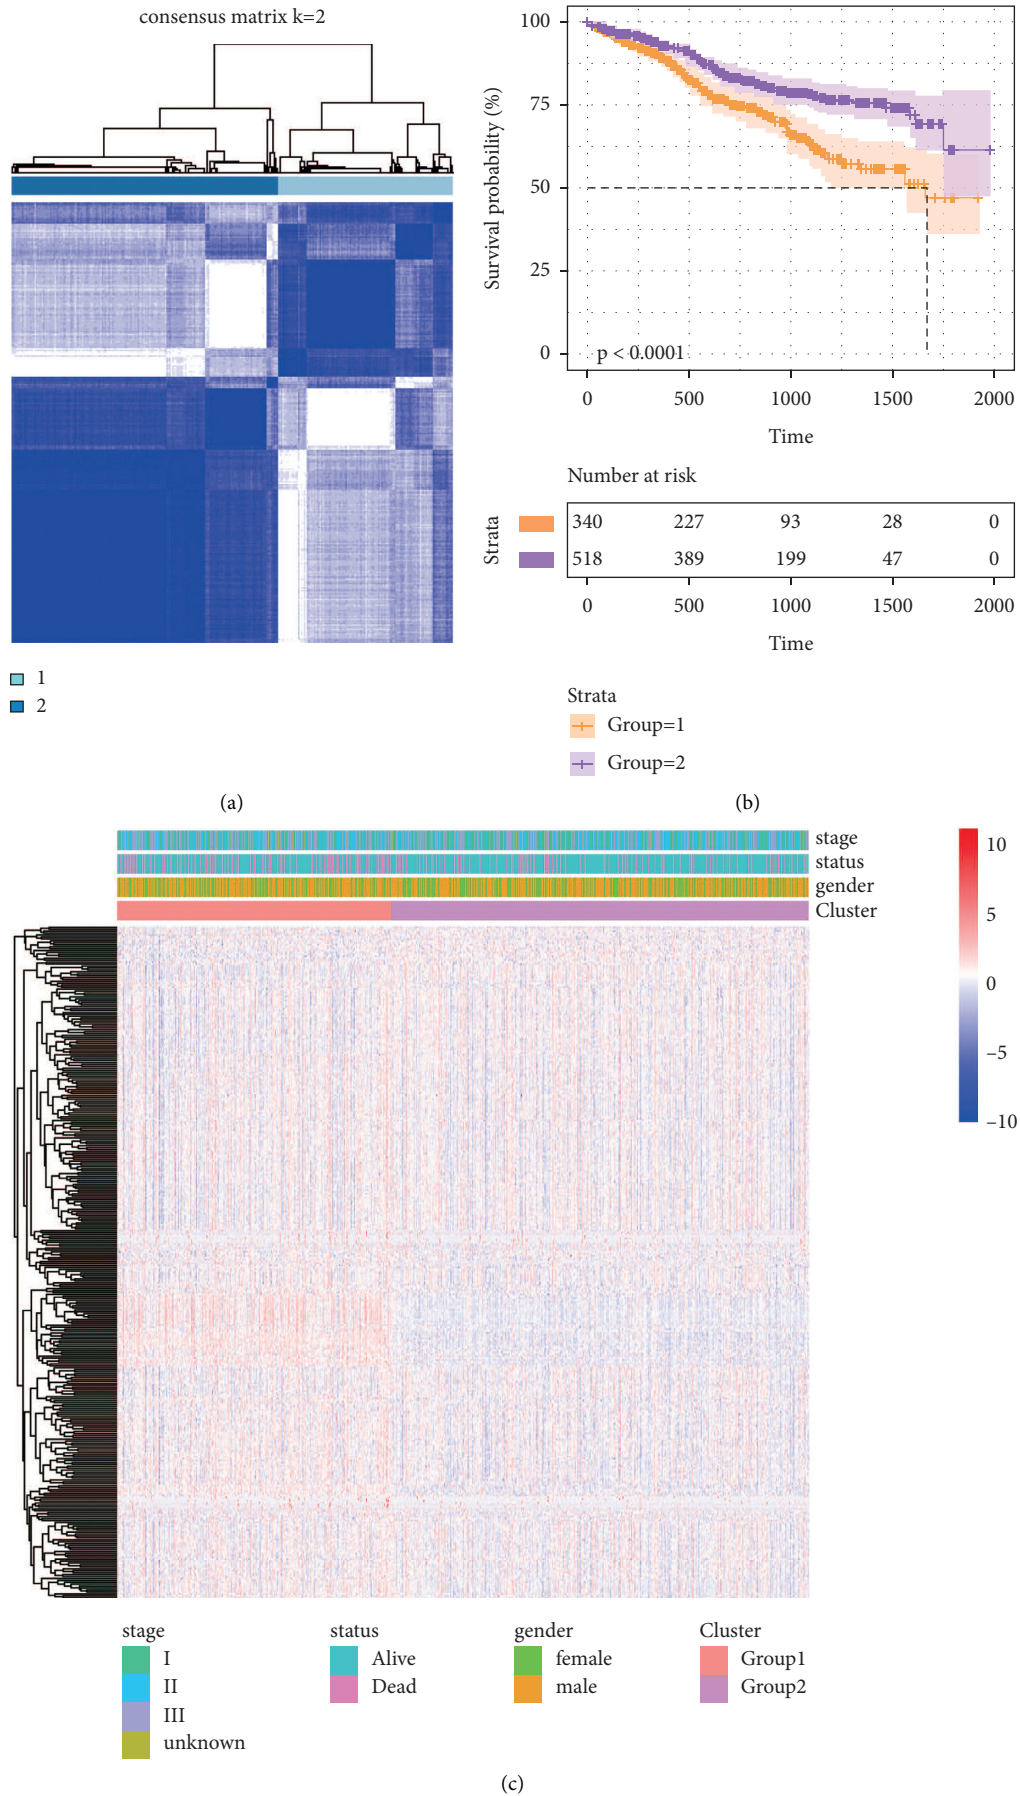 consensus matrix k=2
1
2
(a)
Survival probability (%)
100
75
50
25
0
p < 0.0001
0 500 1000 1500 2000
Time
Number at risk
Strata
340 227 93 28 0
518 389 199 47 0
0 500 1000 1500 2000
Time
Strata
Group=1
Group=2
(b)
stage
status
gender
Cluster
10
5
0
−5
−10
stage
I
II
III
unknown
status
Alive
Dead
gender
female
male
Cluster
Group1
Group2
(c)